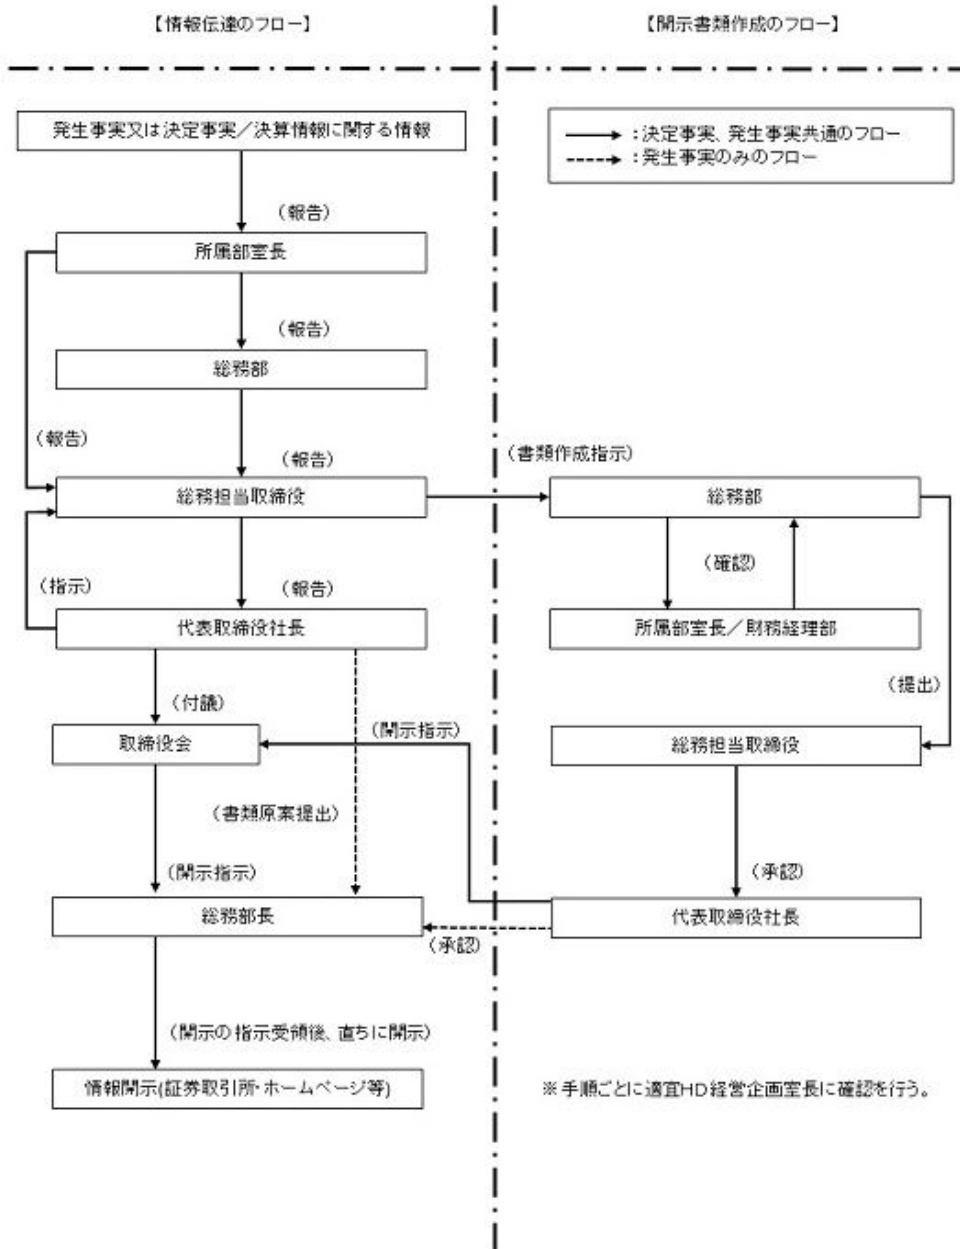 【情報伝達のフロー】
【開示書類作成のフロー】
発生事実又は決定事実／決算情報に関する情報
：決定事実、発生事実共通のフロー
：発生事実のみのフロー
（報告）
所属部室長
（報告）
総務部
（報告）
（報告）
（書類作成指示）
総務担当取締役
総務部
（確認）
（指示）
（報告）
代表取締役社長
所属部室長／財務経理部
（提出）
（付議）
（開示指示）
取締役会
総務担当取締役
（書類原案提出）
（開示指示）
（承認）
総務部長
代表取締役社長
（承認）
（開示の指示受領後、直ちに開示）
情報開示(証券取引所・ホームページ等)
※手順ごとに適宜HD経営企画室長に確認を行う。